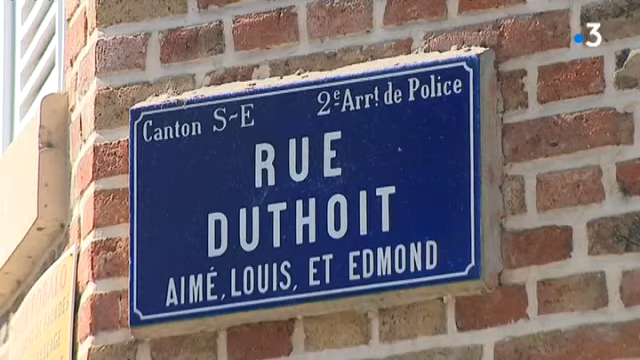 Canton S-E 2e Arrt de Police
RUE
DUTHOIT
AIMÉ, LOUIS, ET EDMOND
3